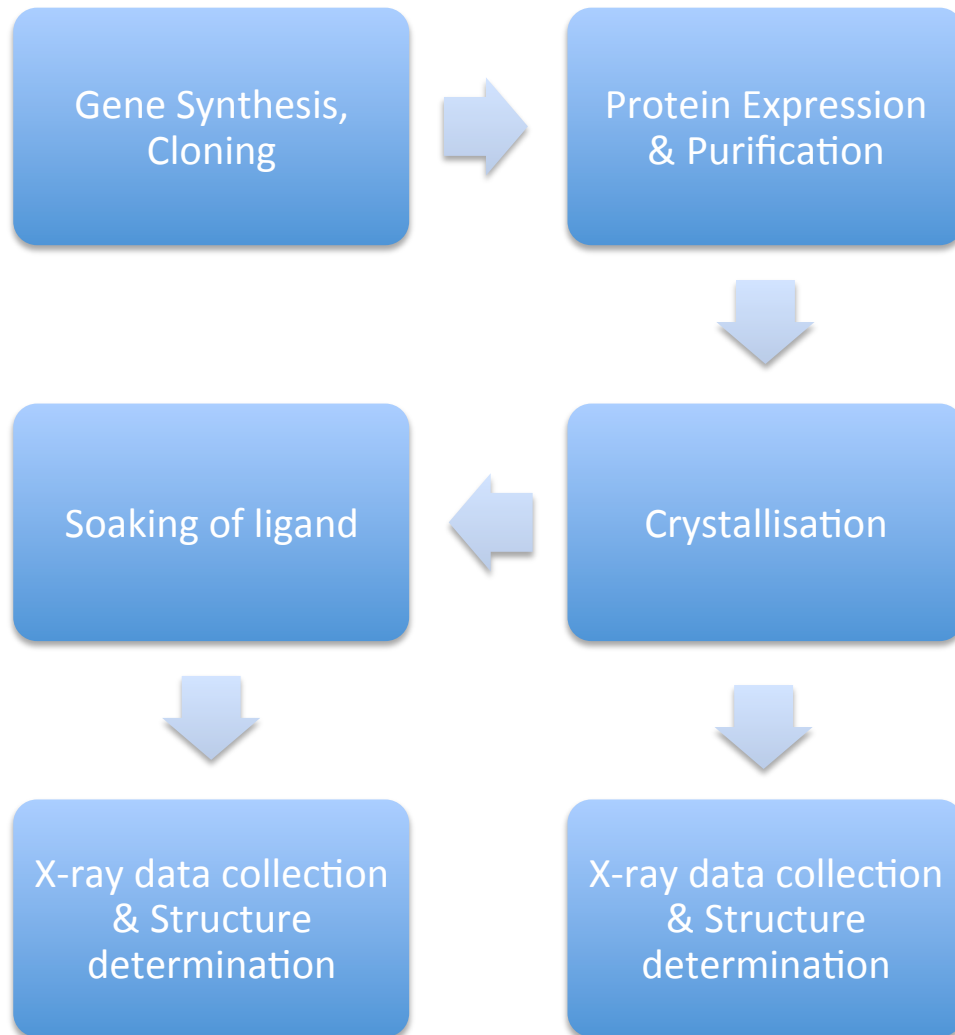 Gene Synthesis,
Cloning
Protein Expression
& Purification
Crystallisation
Soaking of ligand
X-ray data collection
& Structure
determination
X-ray data collection
& Structure
determination